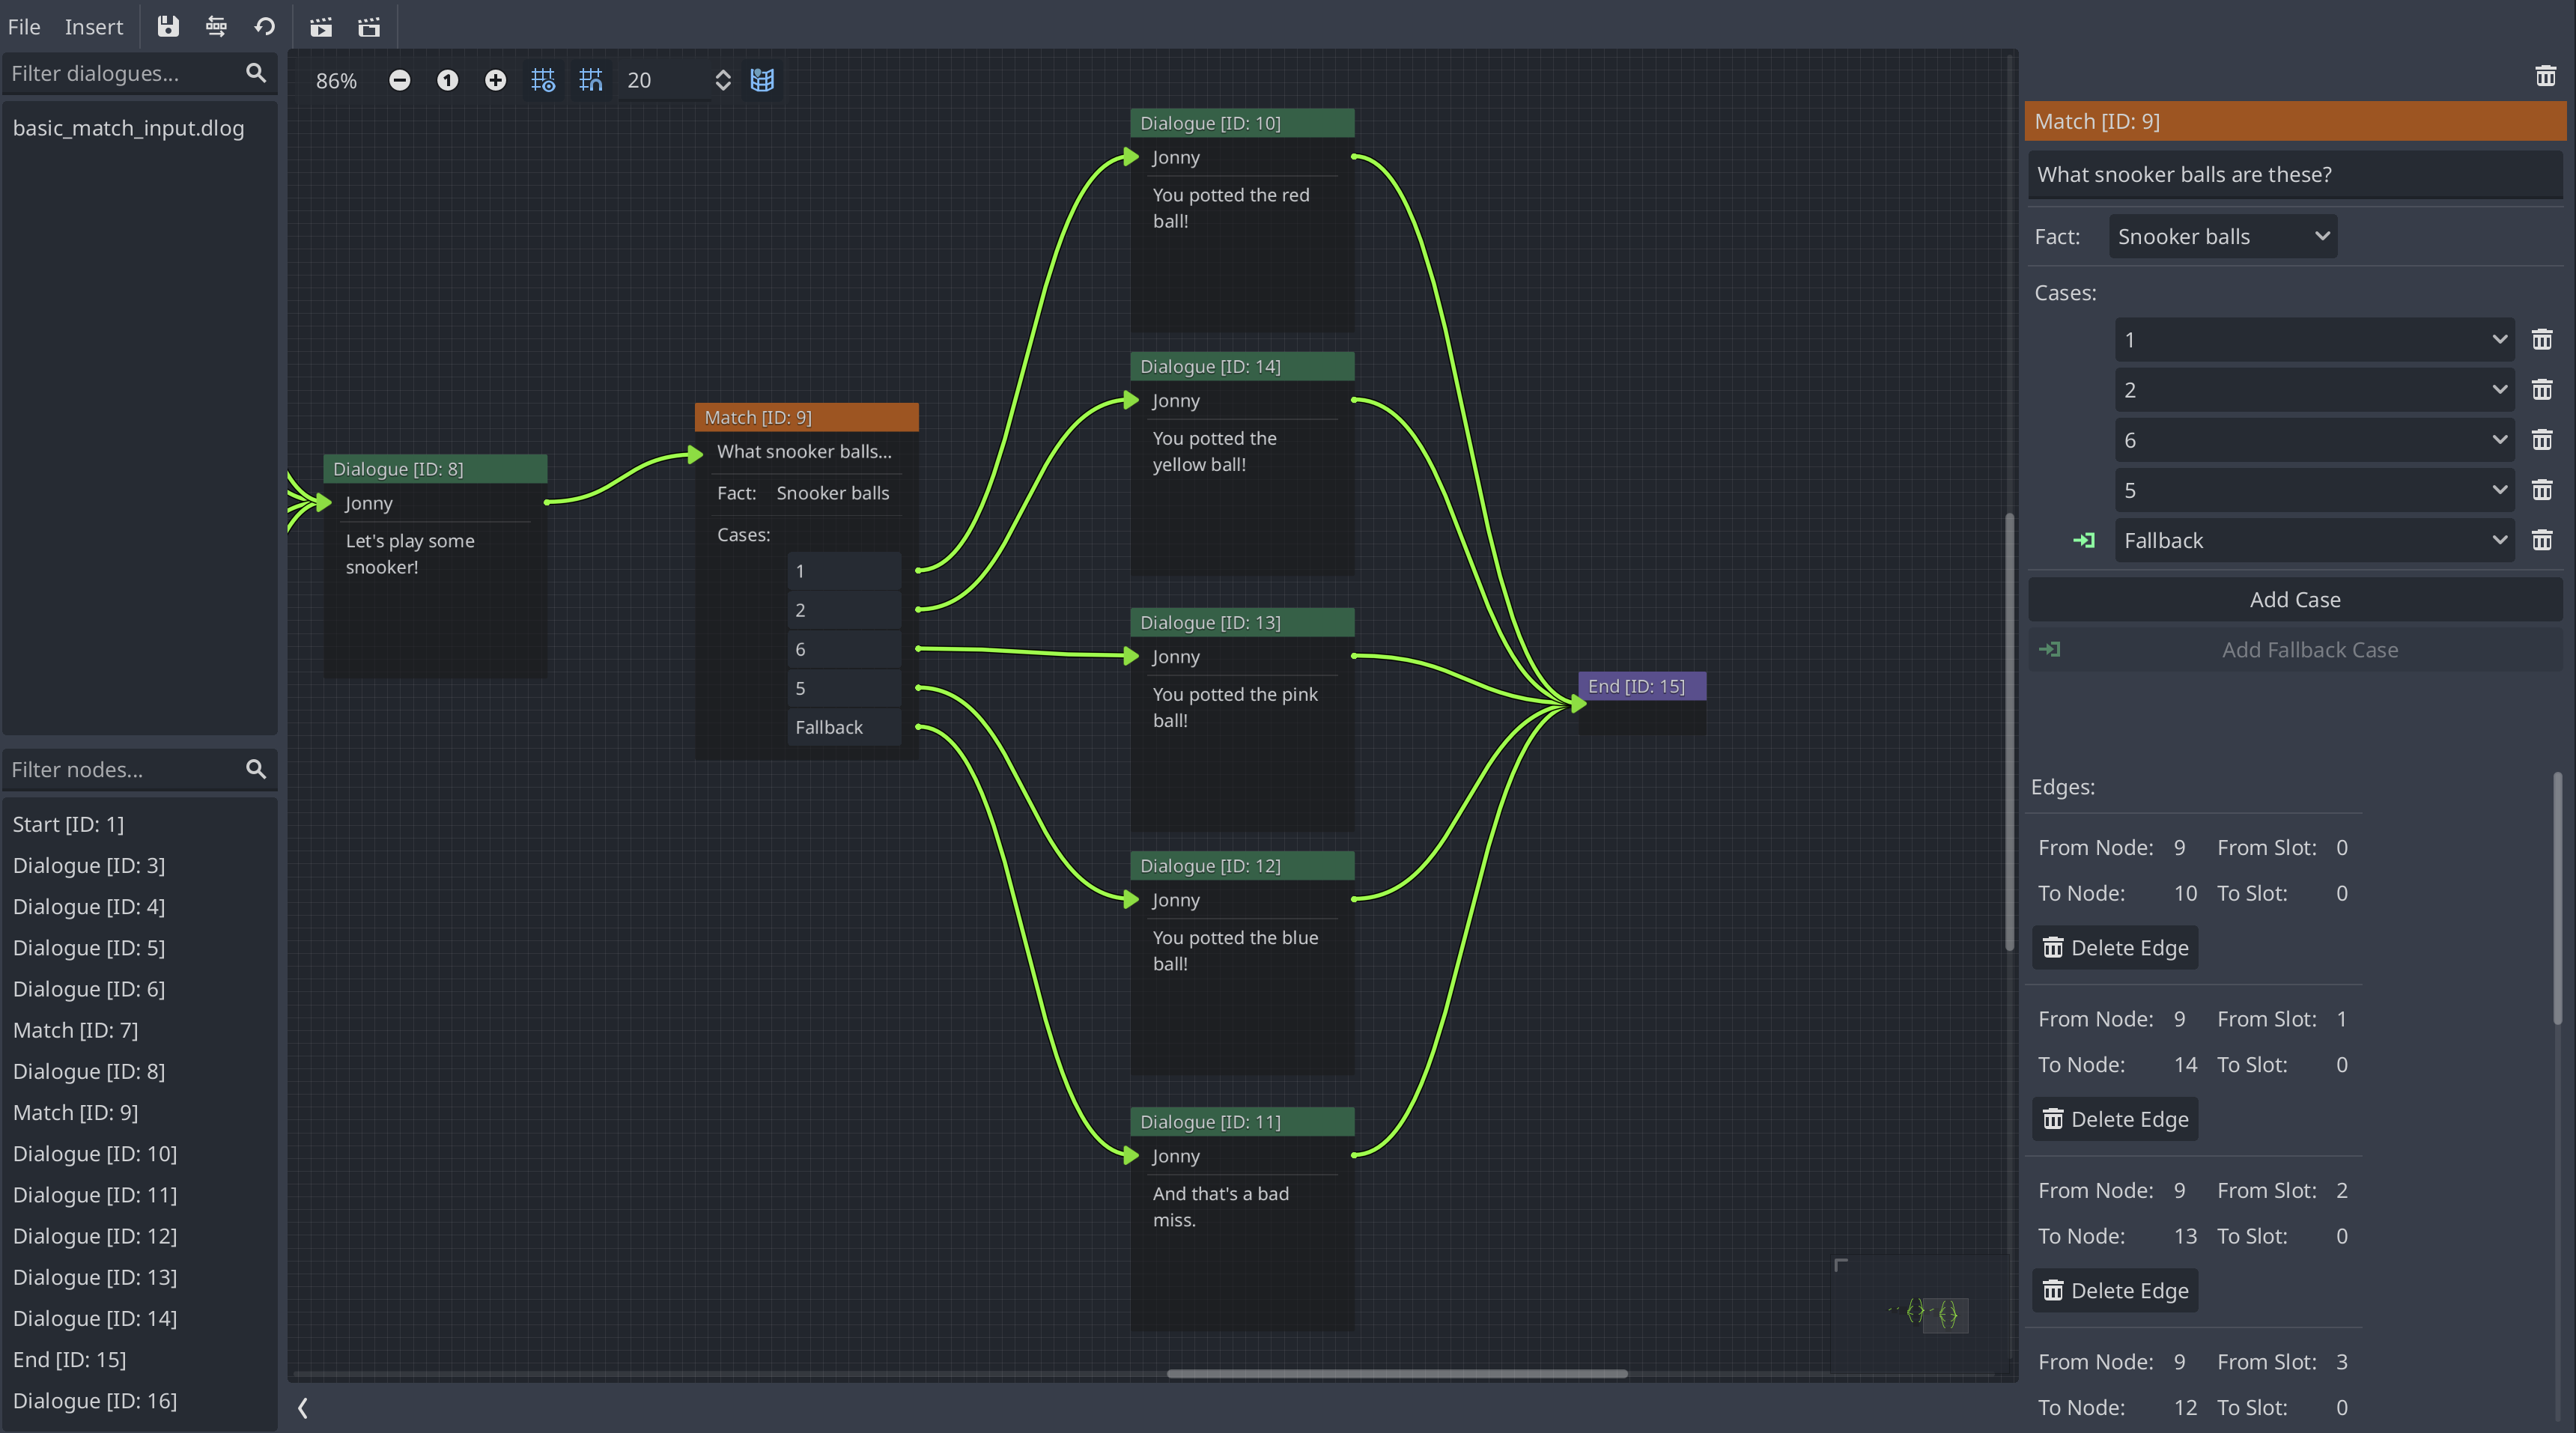 File Insert
Filter dialogues...
basic_match_input.dlog
Filter nodes...
Start [ID: 1]
Dialogue [ID: 3]
Dialogue [ID: 4]
Dialogue [ID: 5]
Dialogue [ID: 6]
Match [ID: 7]
Dialogue [ID: 8]
Match [ID: 9]
Dialogue [ID: 10]
Dialogue [ID: 11]
Dialogue [ID: 12]
Dialogue [ID: 13]
Dialogue [ID: 14]
End [ID: 15]
Dialogue [ID: 16]
86% 1 20
Dialogue [ID: 8]
Jonny
Let's play some
snooker!
Match [ID: 9]
What snooker balls...
Fact: Snooker balls
Cases:
1
2
6
5
Fallback
Dialogue [ID: 10]
Jonny
You potted the red
ball!
Dialogue [ID: 14]
Jonny
You potted the
yellow ball!
Dialogue [ID: 13]
Jonny
You potted the pink
ball!
Dialogue [ID: 12]
Jonny
You potted the blue
ball!
Dialogue [ID: 11]
Jonny
And that's a bad
miss.
End [ID: 15]
Match [ID: 9]
What snooker balls are these?
Fact: Snooker balls
Cases:
1
2
6
5
Fallback
Add Case
Add Fallback Case
Edges:
From Node: 9 From Slot: 0
To Node: 10 To Slot: 0
Delete Edge
From Node: 9 From Slot: 1
To Node: 14 To Slot: 0
Delete Edge
From Node: 9 From Slot: 2
To Node: 13 To Slot: 0
Delete Edge
From Node: 9 From Slot: 3
To Node: 12 To Slot: 0